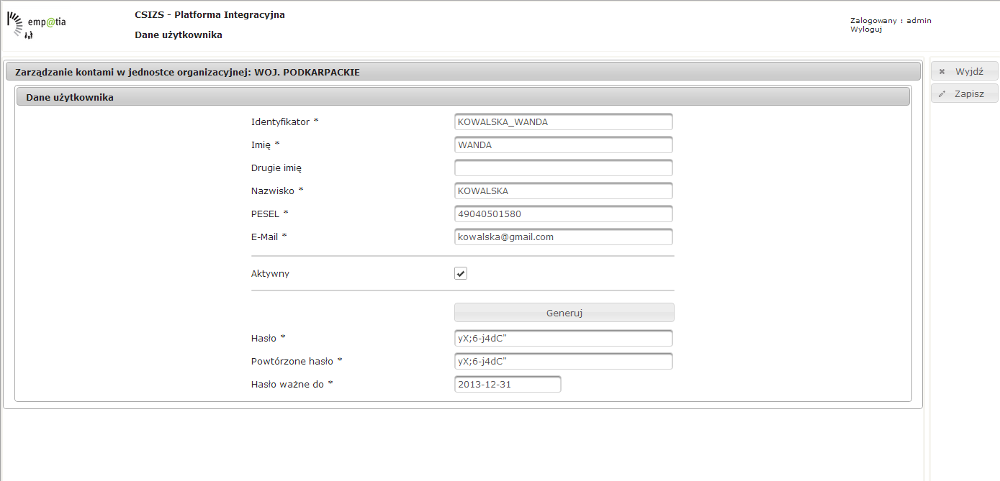 emp@tia
CSIZS - Platforma Integracyjna
Dane użytkownika
Zalogowany : admin
Wyloguj
Zarządzanie kontami w jednostce organizacyjnej: WOJ. PODKARPACKIE
Wyjdź
Zapisz
Dane użytkownika
Identyfikator * KOWALSKA_WANDA
Imię * WANDA
Drugie imię
Nazwisko * KOWALSKA
PESEL * 49040501580
E-Mail * kowalska@gmail.com
Aktywny
Generuj
Hasło * yX;6-j4dC"
Powtórzone hasło * yX;6-j4dC"
Hasło ważne do * 2013-12-31